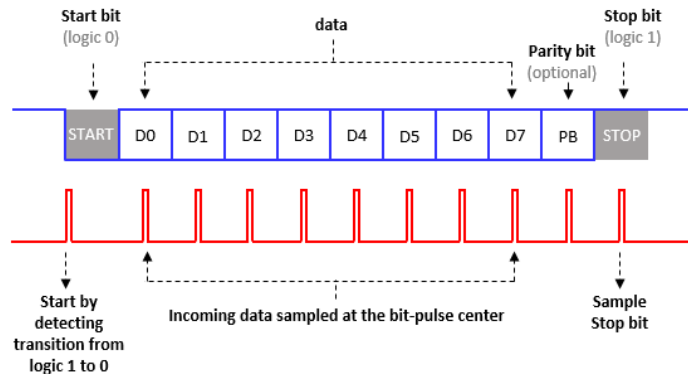 Start bit
(logic 0)
data
Parity bit
(optional)
Stop bit
(logic 1)
START D0 D1 D2 D3 D4 D5 D6 D7 PB STOP
Start by
detecting
transition from
logic 1 to 0
Incoming data sampled at the bit-pulse center
Sample
Stop bit